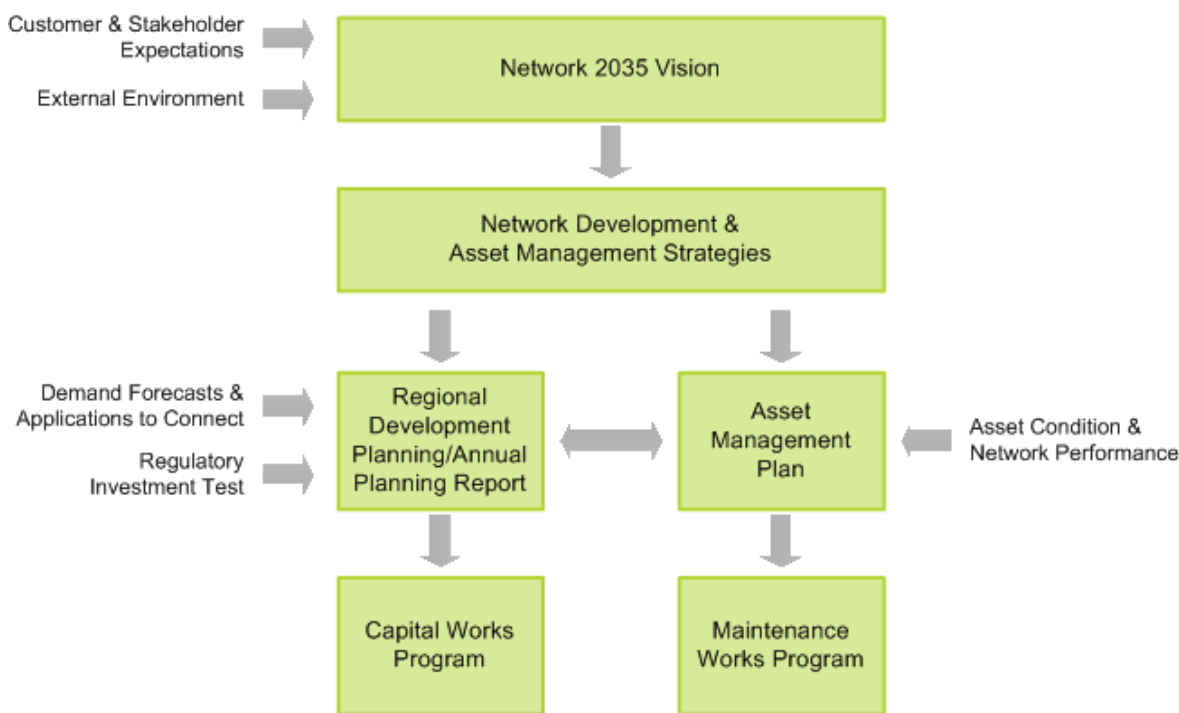 Customer & Stakeholder
Expectations
External Environment
Network 2035 Vision
Network Development &
Asset Management Strategies
Demand Forecasts &
Applications to Connect
Regulatory
Investment Test
Regional
Development
Planning/Annual
Planning Report
Asset
Management
Plan
Asset Condition &
Network Performance
Capital Works
Program
Maintenance
Works Program